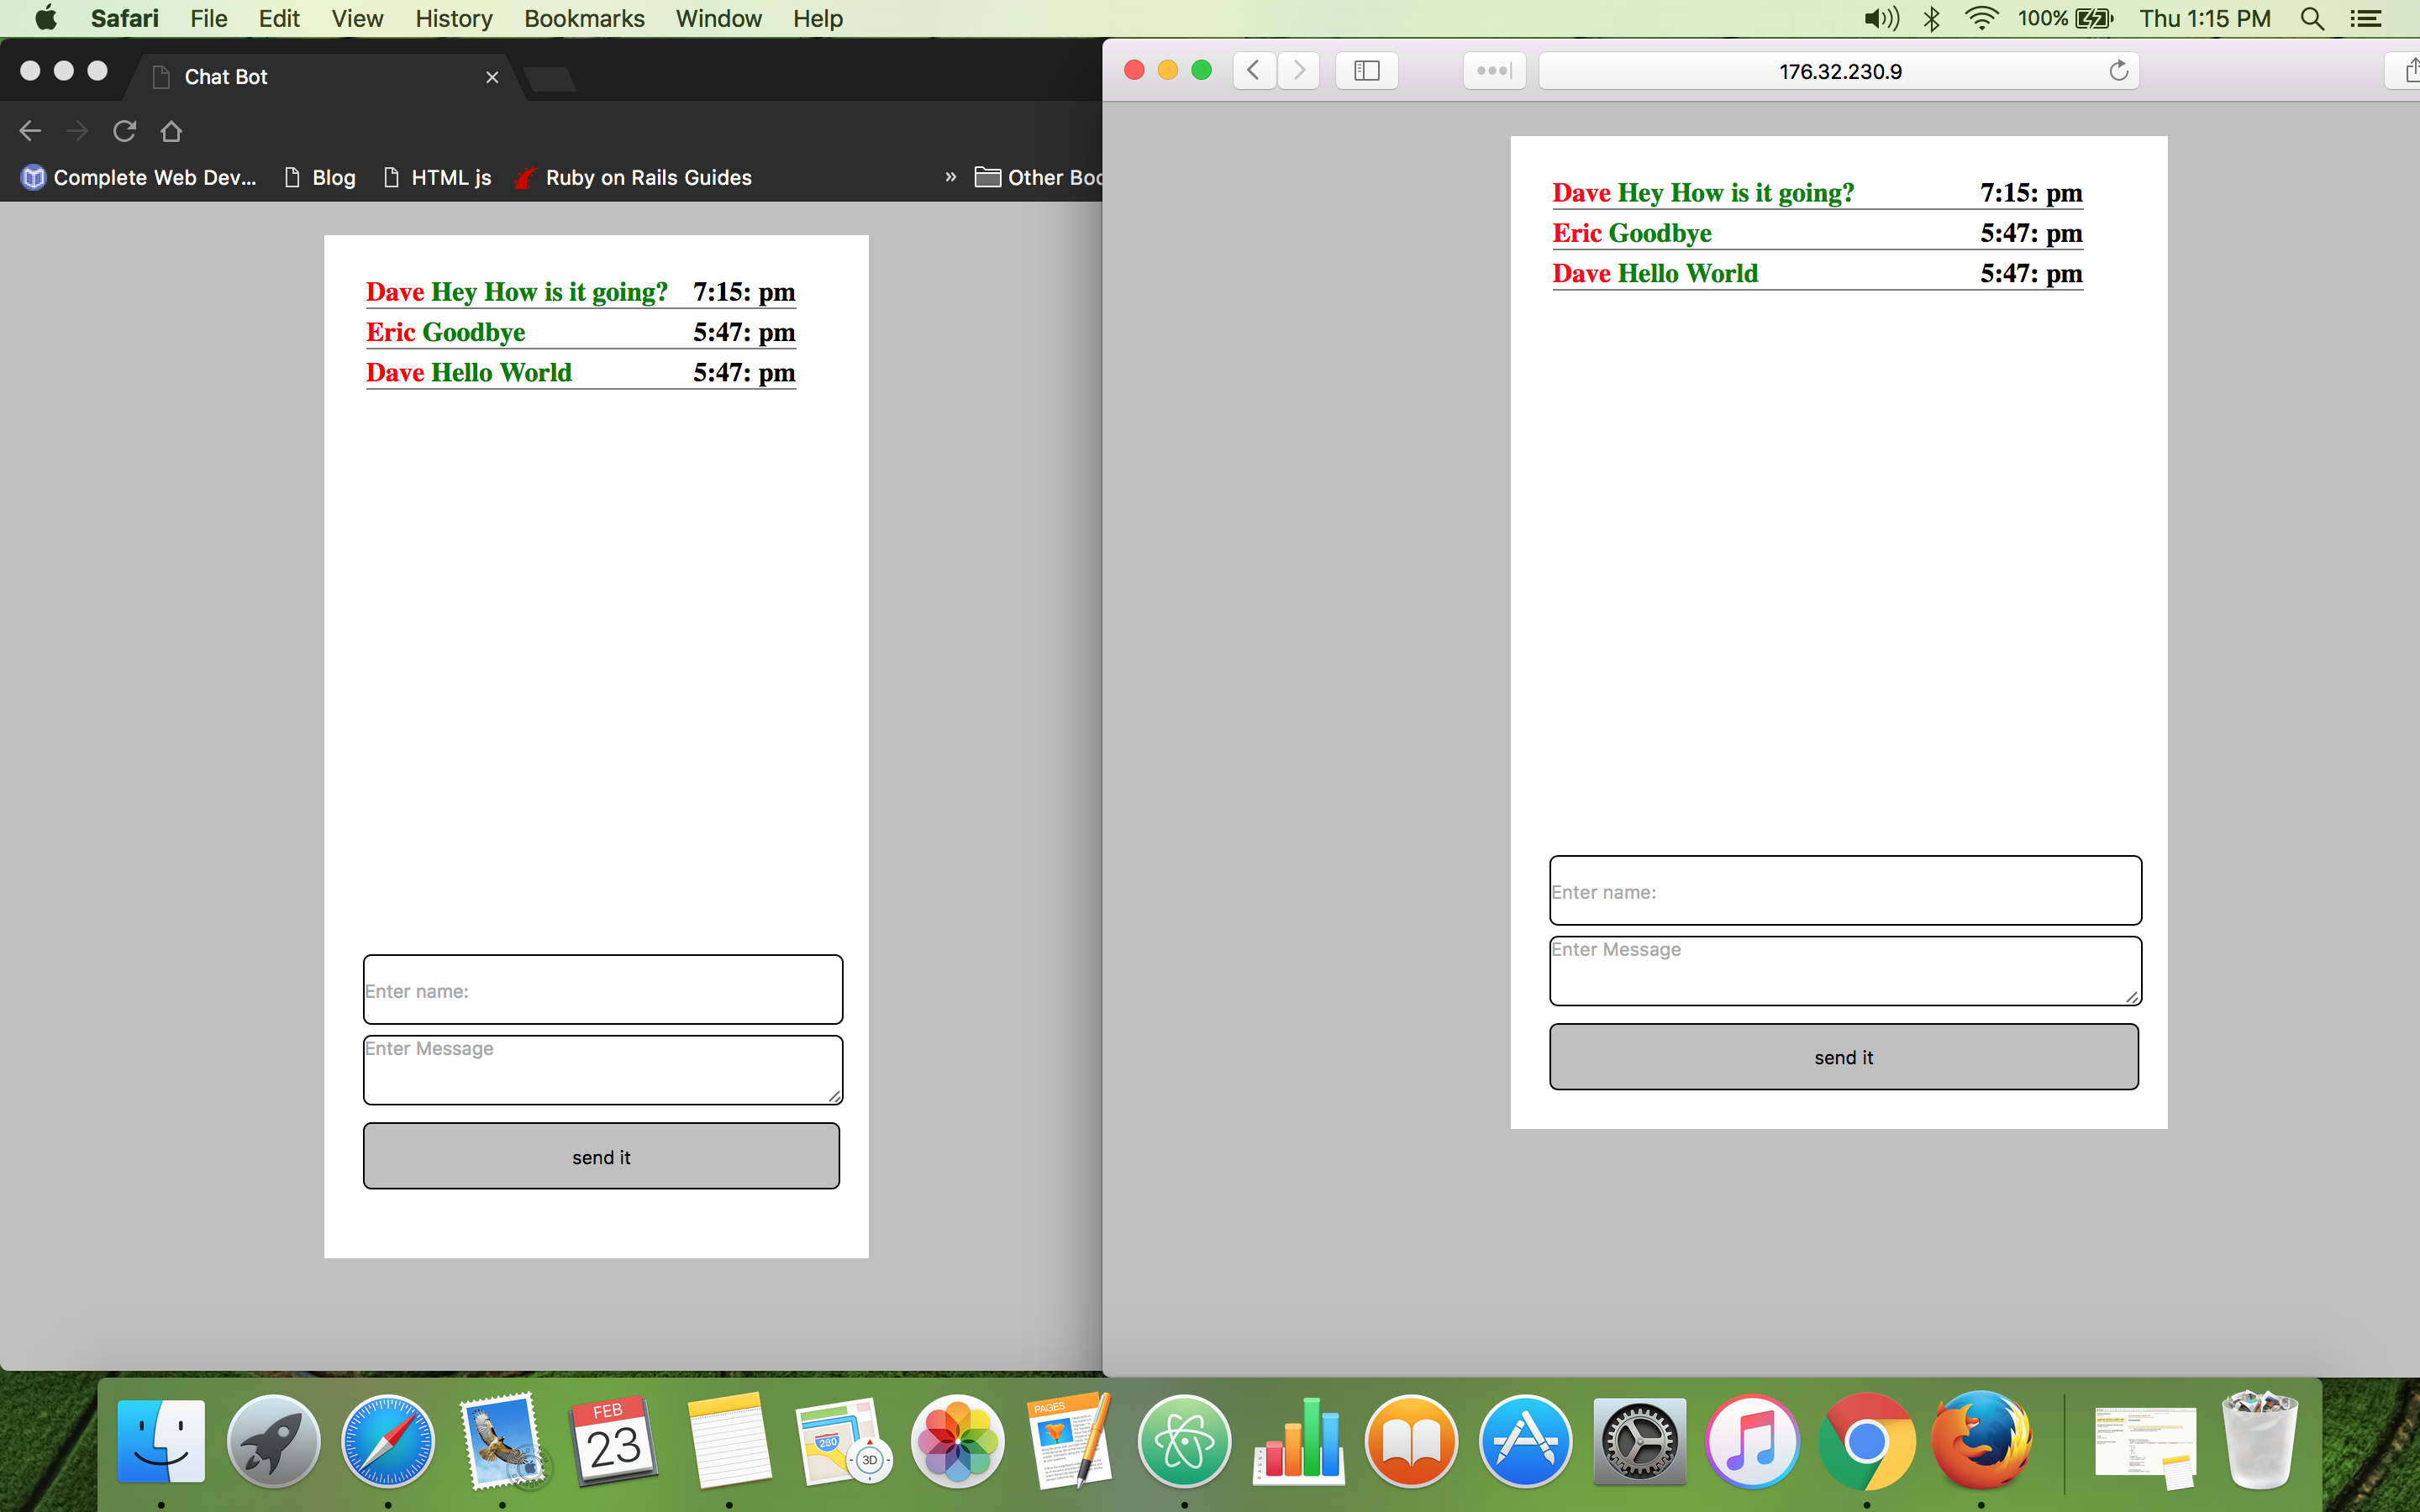 Safari File Edit View History Bookmarks Window Help 100% Thu 1:15 PM
Chat Bot
Complete Web Dev... Blog HTML js Ruby on Rails Guides » Other Boo
Dave Hey How is it going? 7:15: pm
Eric Goodbye 5:47: pm
Dave Hello World 5:47: pm
Enter name:
Enter Message
send it
176.32.230.9
Dave Hey How is it going? 7:15: pm
Eric Goodbye 5:47: pm
Dave Hello World 5:47: pm
Enter name:
Enter Message
send it
FEB
23
280
3D
PAGES